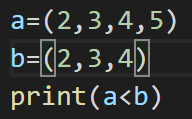 a=(2,3,4,5)
b=(2,3,4)
print(a<b)